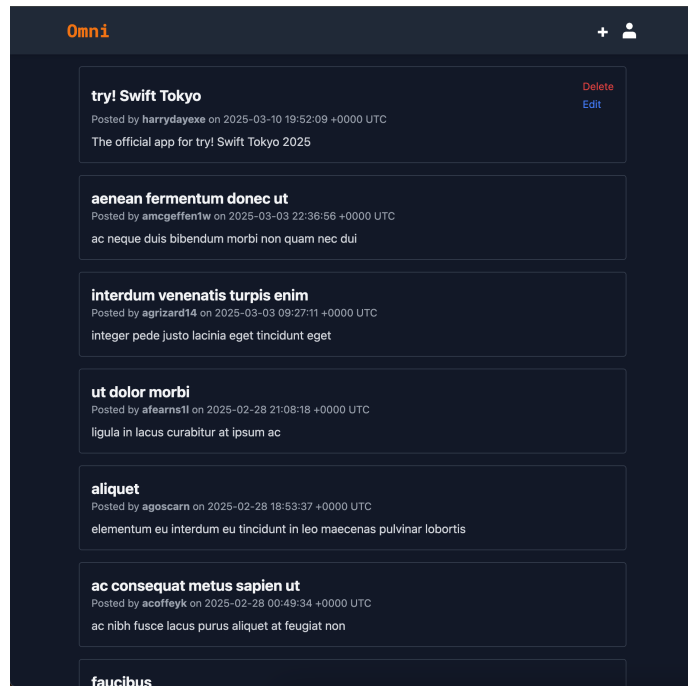 Omni
+
try! Swift Tokyo
Delete
Posted by harrydayexe on 2025-03-10 19:52:09 +0000 UTC
Edit
The official app for try! Swift Tokyo 2025
aenean fermentum donec ut
Posted by amcgeffen1w on 2025-03-03 22:36:56 +0000 UTC
ac neque duis bibendum morbi non quam nec dui
interdum venenatis turpis enim
Posted by agrizard14 on 2025-03-03 09:27:11 +0000 UTC
integer pede justo lacinia eget tincidunt eget
ut dolor morbi
Posted by afearns1l on 2025-02-28 21:08:18 +0000 UTC
ligula in lacus curabitur at ipsum ac
aliquet
Posted by agoscarn on 2025-02-28 18:53:37 +0000 UTC
elementum eu interdum eu tincidunt in leo maecenas pulvinar lobortis
ac consequat metus sapien ut
Posted by acoffeyk on 2025-02-28 00:49:34 +0000 UTC
ac nibh fusce lacus purus aliquet at feugiat non
faucibus